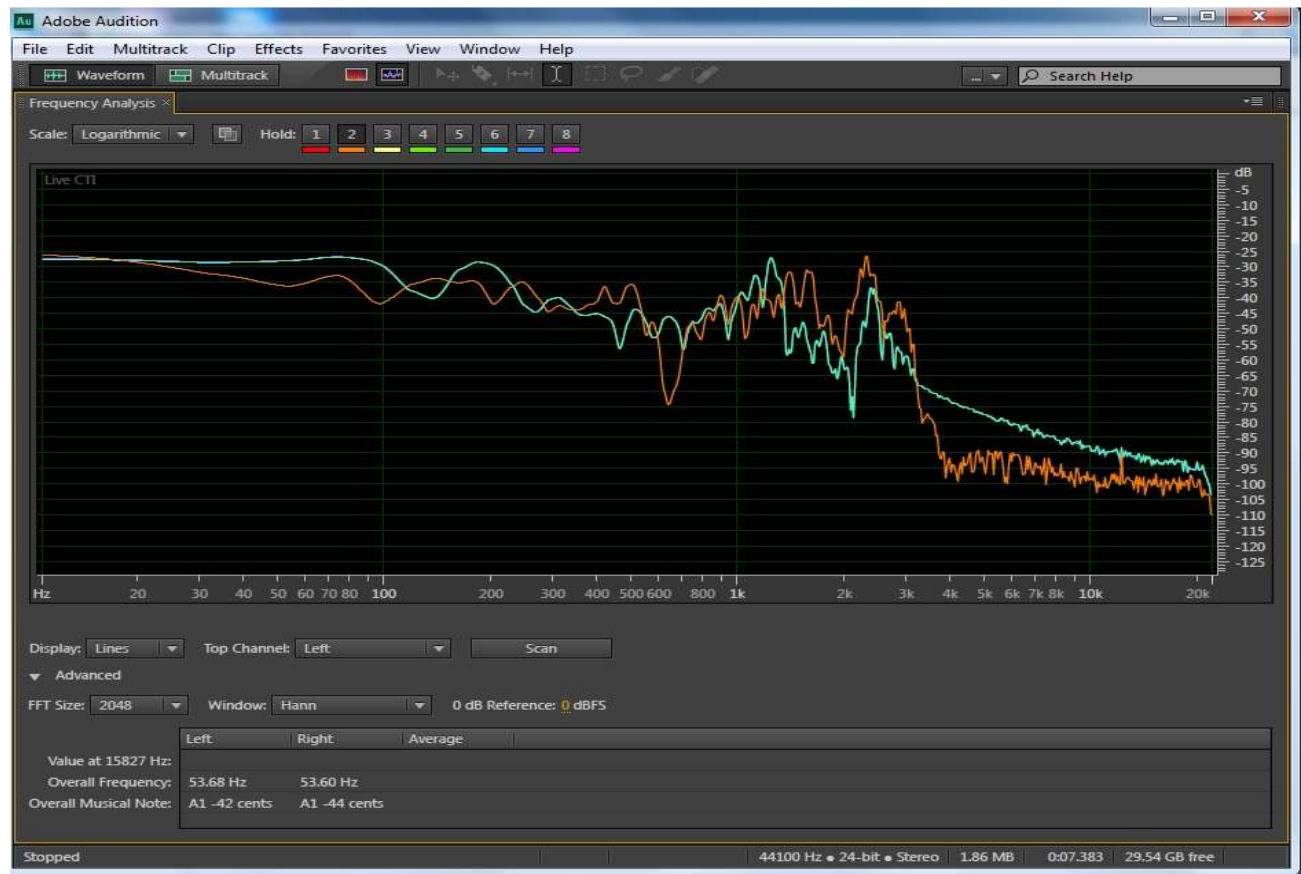 Au Adobe Audition
File Edit Multitrack Clip Effects Favorites View Window Help
Waveform Multitrack ... Search Help
Frequency Analysis ×
Scale: Logarithmic Hold: 1 2 3 4 5 6 7 8
Live CTI
dB
-5
-10
-15
-20
-25
-30
-35
-40
-45
-50
-55
-60
-65
-70
-75
-80
-85
-90
-95
-100
-105
-110
-115
-120
-125
Hz 20 30 40 50 60 70 80 100 200 300 400 500 600 800 1k 2k 3k 4k 5k 6k 7k 8k 10k 20k
Display: Lines Top Channel: Left Scan
Advanced
FFT Size: 2048 Window: Hann 0 dB Reference: 0 dBFS
Left Right Average
Value at 15827 Hz:
Overall Frequency: 53.68 Hz 53.60 Hz
Overall Musical Note: A1 -42 cents A1 -44 cents
Stopped 44100 Hz ● 24-bit ● Stereo 1.86 MB 0:07.383 29.54 GB free